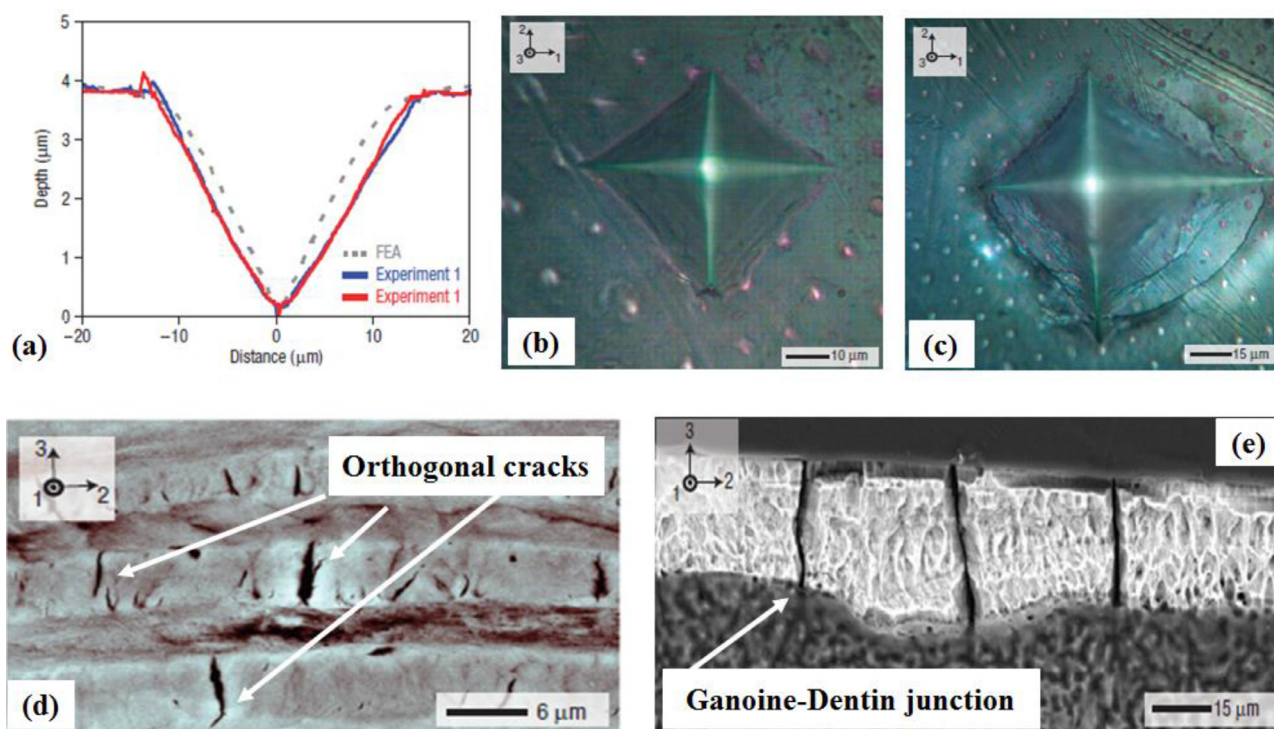 5
4
3
2
1
0
Depth (μm)
−20
−10
0
10
20
Distance (μm)
FEA
Experiment 1
Experiment 1
(a)
2
3
1
(b)
10 μm
2
3
1
(c)
15 μm
3
1
2
Orthogonal cracks
(d)
6 μm
3
1
2
(e)
Ganoine-Dentin junction
15 μm